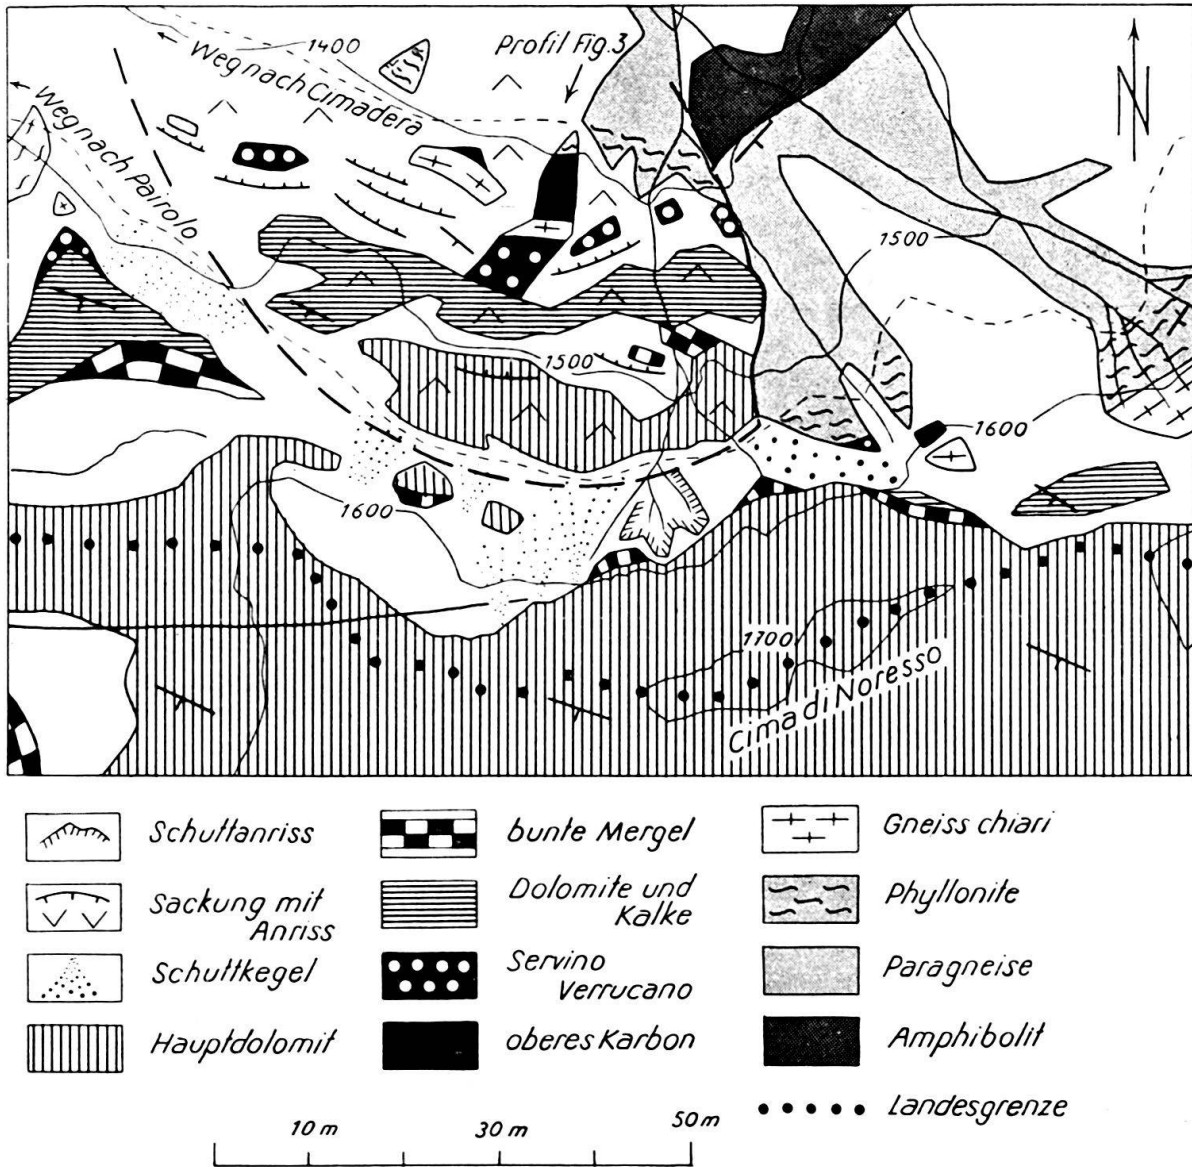 1400
Weg nach Cimadera
Profil Fig. 3
N
Weg nach Pairolo
1500
1500
1600
1600
1700
Cima di Noresso
Schuttanriss
Sackung mit
Anriss
Schuttkegel
Hauptdolomit
bunte Mergel
Dolomite und
Kalke
Servino
Verrucano
oberes Karbon
Gneiss chiari
Phyllonite
Paragneise
Amphibolit
Landesgrenze
10 m 30 m 50 m